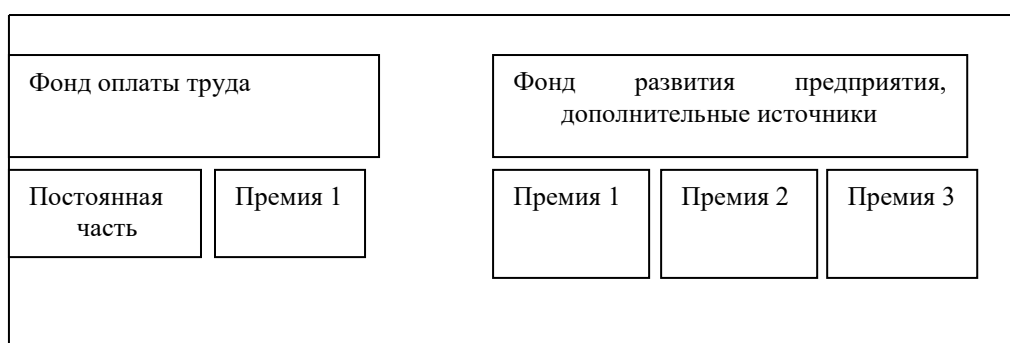 Фонд оплаты труда
Фонд развития предприятия,
дополнительные источники
Постоянная
часть
Премия 1
Премия 1
Премия 2
Премия 3